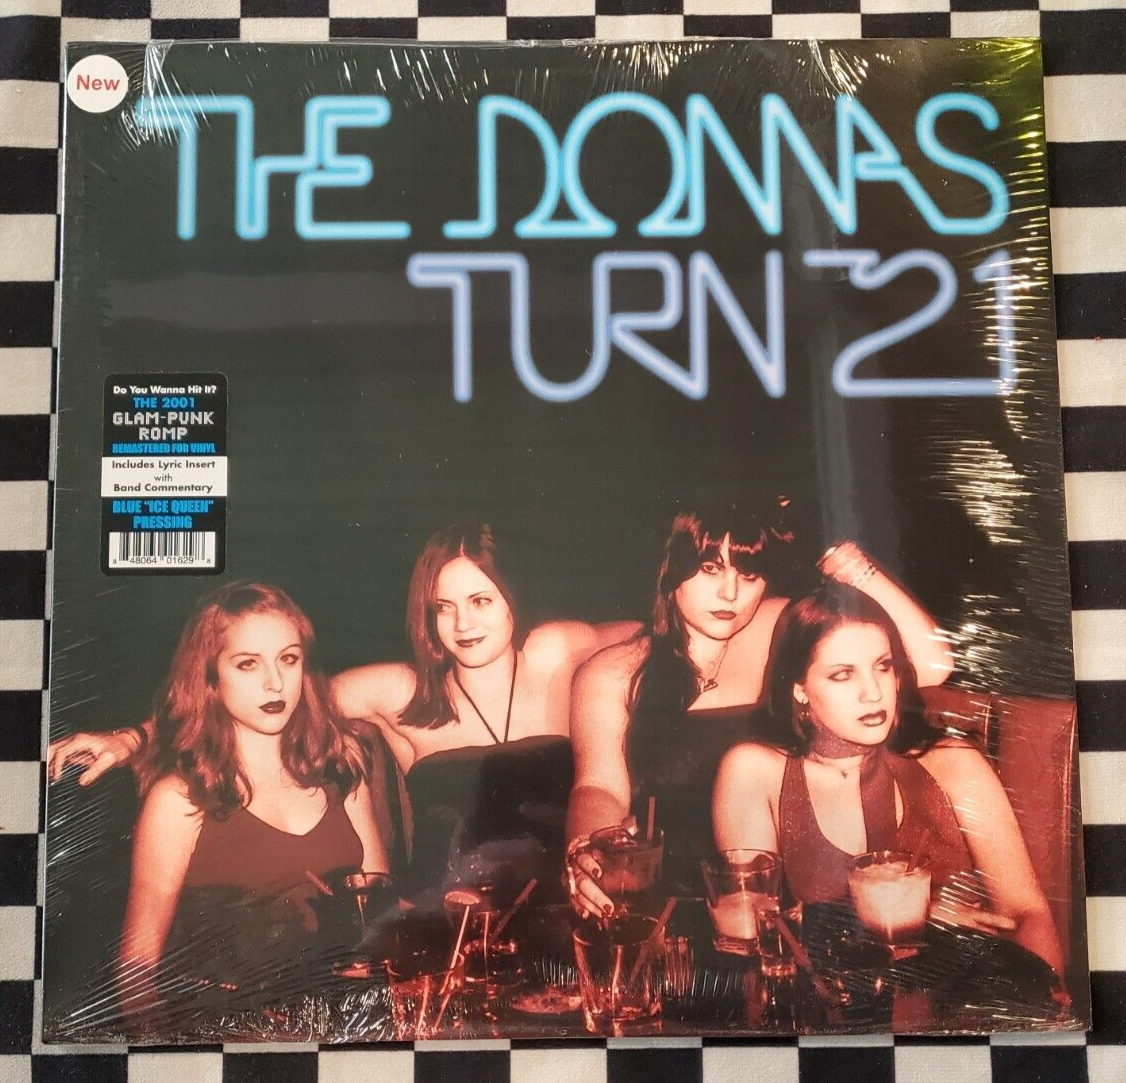 New
THE DONNAS
TURN 21
Do You Wanna Hit It?
THE 2001
GLAM-PUNK
ROMP
REMASTERED FOR VINYL
Includes Lyric Insert
with
Band Commentary
BLUE "ICE QUEEN"
PRESSING
8 48064 01629 8